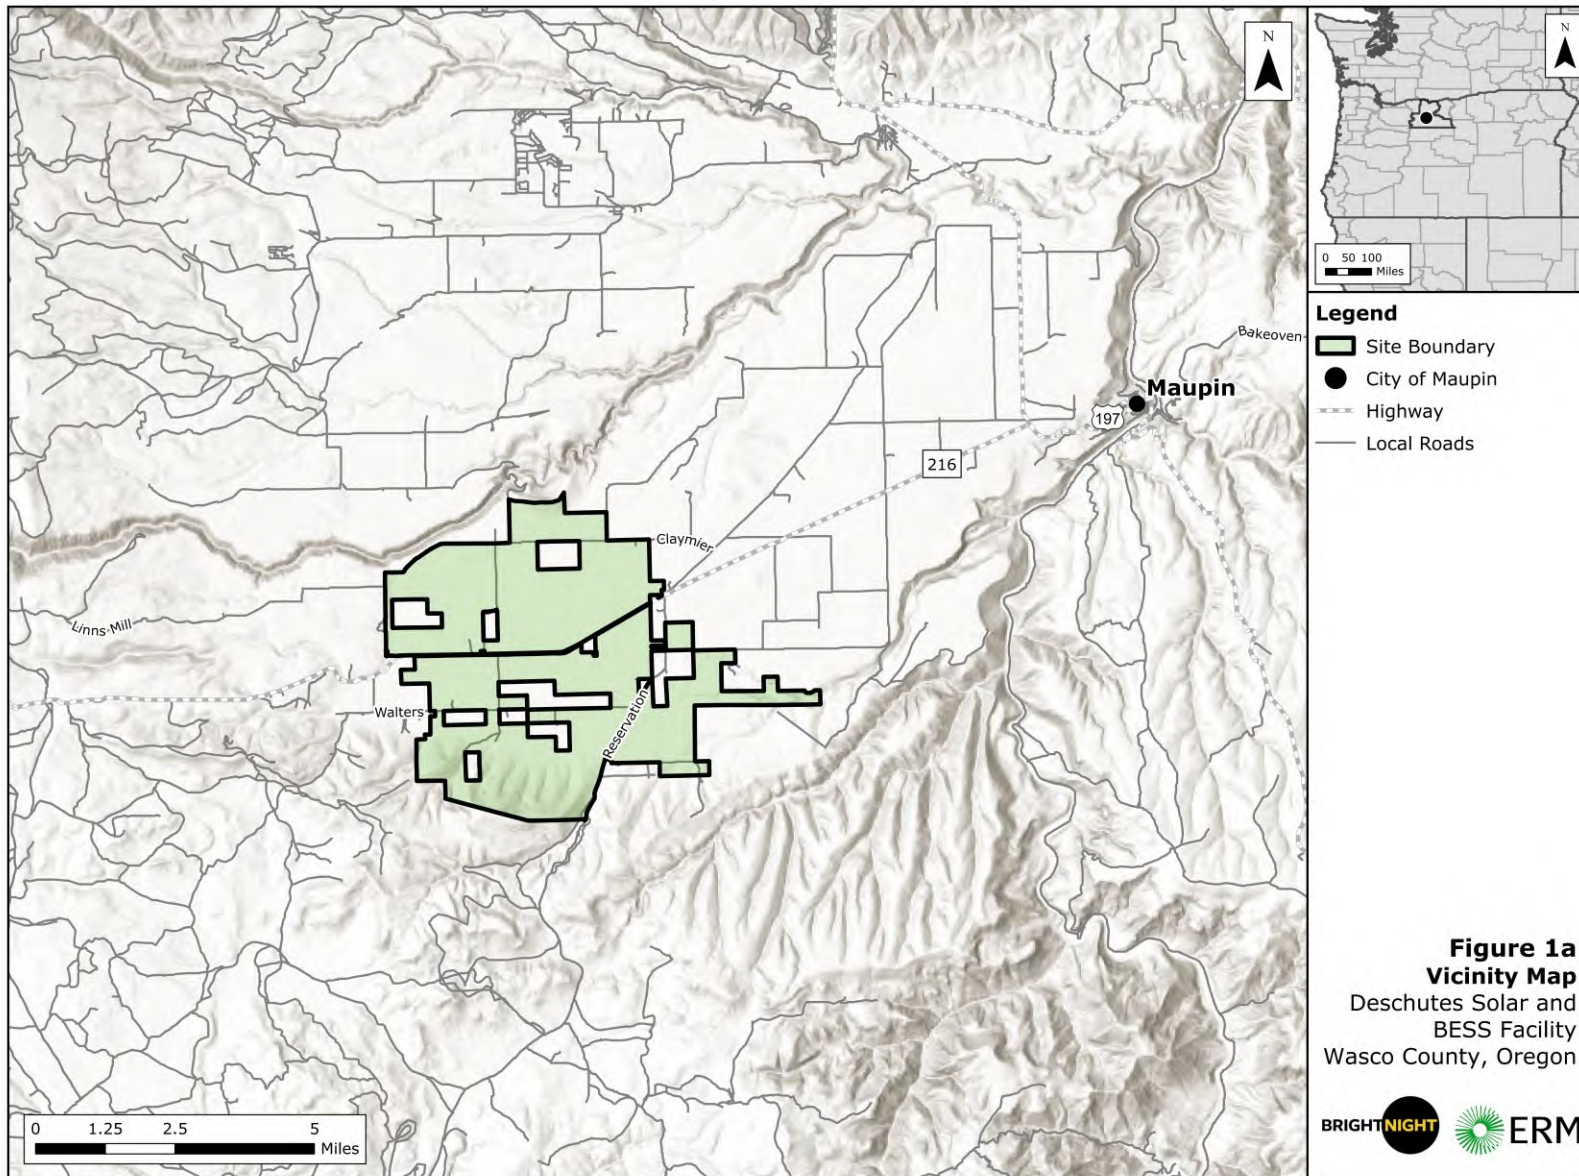 N
N
0 50 100
Miles
Legend
Site Boundary
City of Maupin
Highway
Local Roads
Bakeoven
Maupin
197
216
Claymier
Linns-Mill
Walters
Reservation
Figure 1a
Vicinity Map
Deschutes Solar and
BESS Facility
Wasco County, Oregon
BRIGHTNIGHT
ERM
0 1.25 2.5 5
Miles